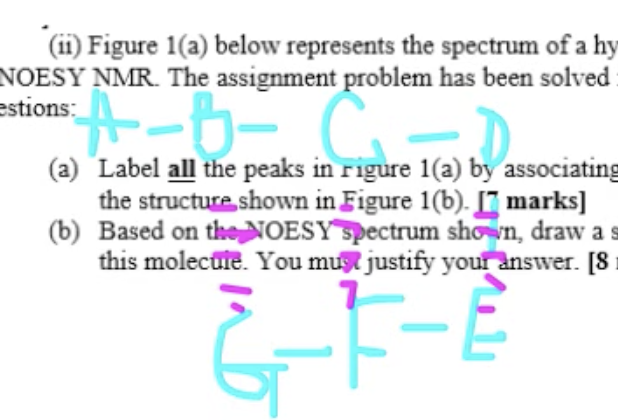 (ii) Figure 1(a) below represents the spectrum of a hy
NOESY NMR. The assignment problem has been solved
estions:
A - B - C - D
(a) Label all the peaks in Figure 1(a) by associating
the structure shown in Figure 1(b). [7 marks]
(b) Based on the NOESY spectrum shown, draw a s
this molecule. You must justify your answer. [8
G - F - E